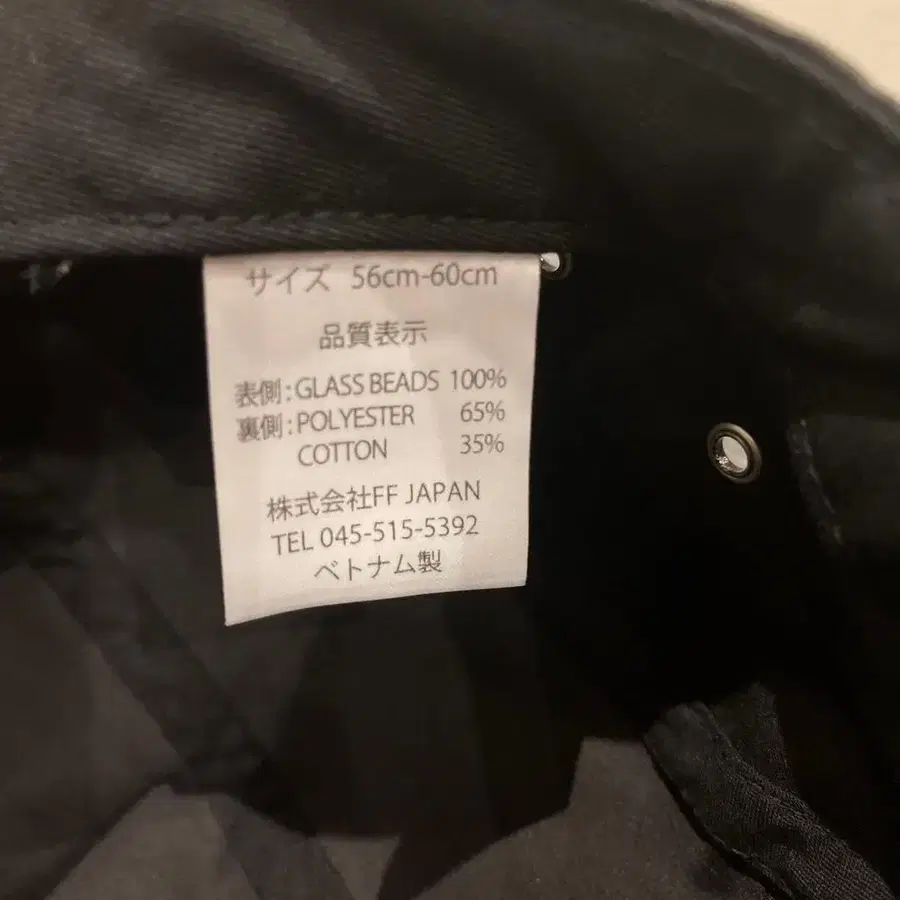 サイズ 56cm-60cm
品質表示
表側:GLASS BEADS 100%
裏側:POLYESTER 65%
COTTON 35%
株式会社FF JAPAN
TEL 045-515-5392
ベトナム製